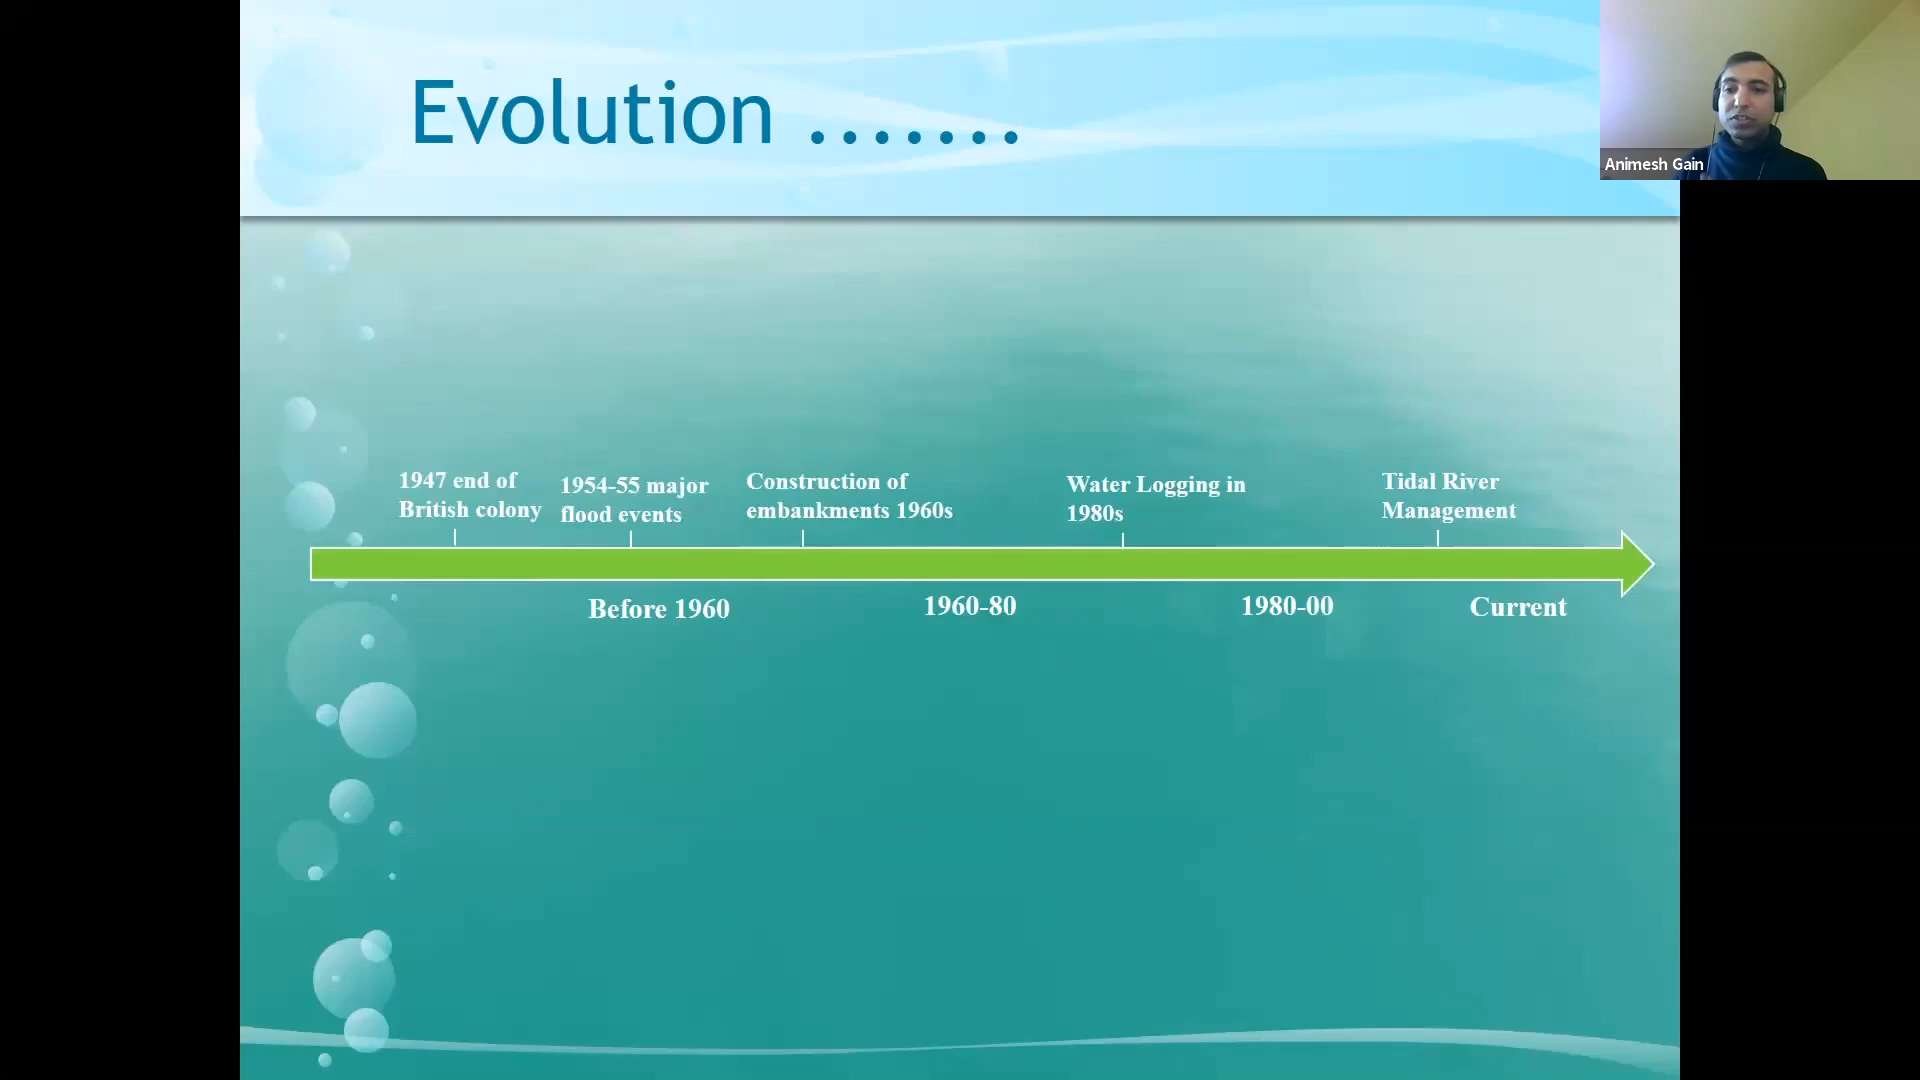 Evolution .......
Animesh Gain
1947 end of
British colony
1954-55 major
flood events
Construction of
embankments 1960s
Water Logging in
1980s
Tidal River
Management
Before 1960
1960-80
1980-00
Current